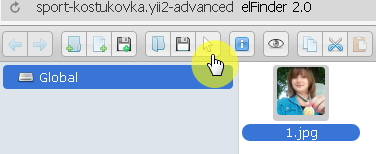 sport-kostukovka.yii2-advanced elFinder 2.0
Global
1.jpg